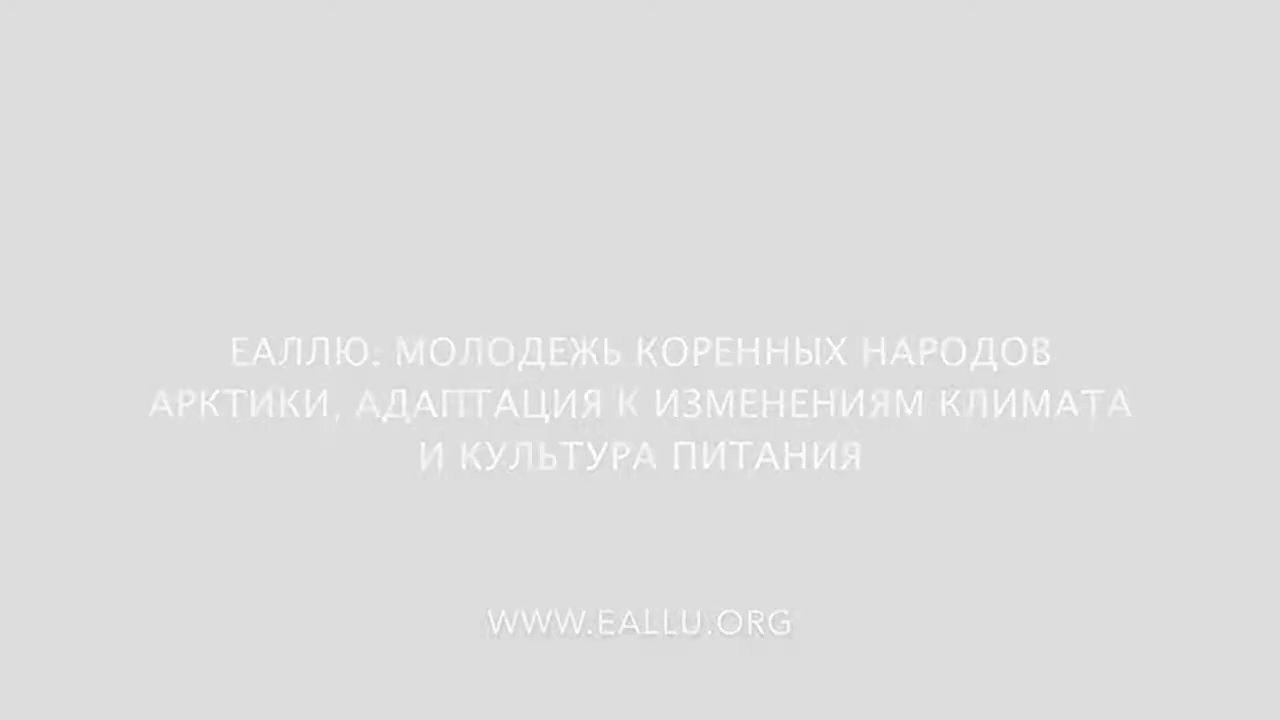 ЕАЛЛЮ: МОЛОДЕЖЬ КОРЕННЫХ НАРОДОВ
АРКТИКИ, АДАПТАЦИЯ К ИЗМЕНЕНИЯМ КЛИМАТА
И КУЛЬТУРА ПИТАНИЯ
WWW.EALLU.ORG